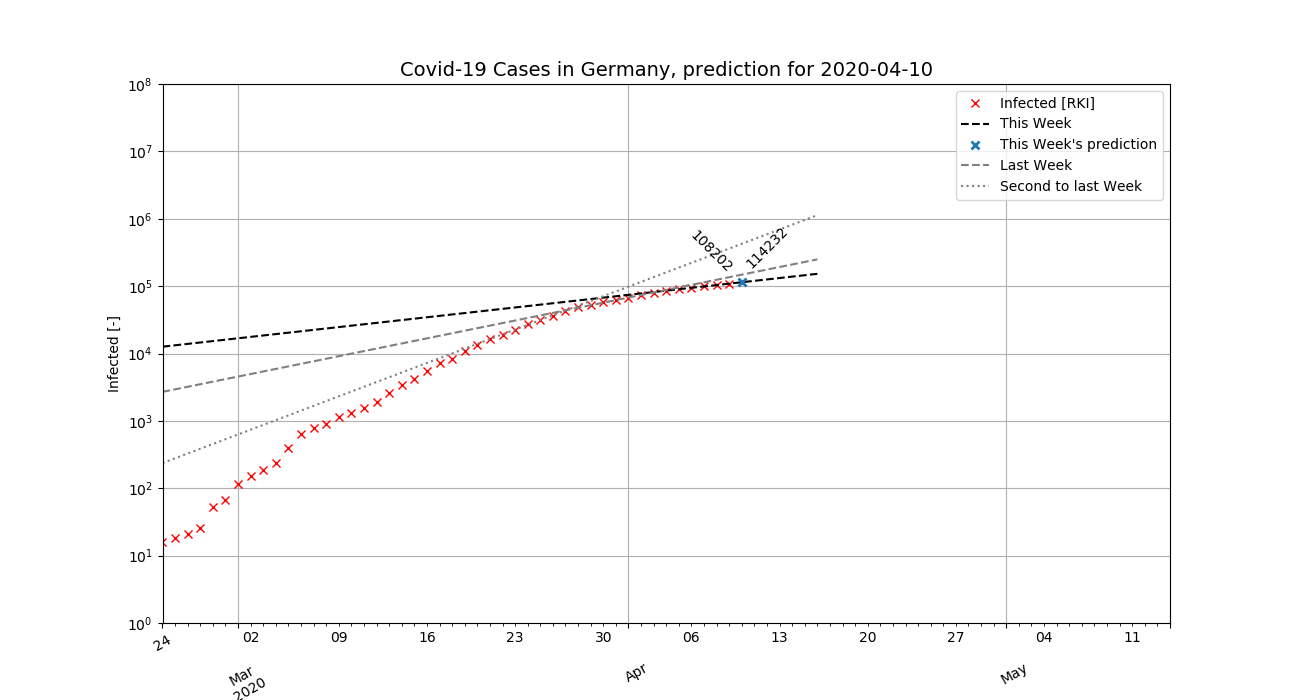 Covid-19 Cases in Germany, prediction for 2020-04-10
10^8
10^7
10^6
10^5
10^4
10^3
10^2
10^1
10^0
Infected [-]
Infected [RKI]
This Week
This Week's prediction
Last Week
Second to last Week
108202
114232
24 02 09 16 23 30 06 13 20 27 04 11
Mar Apr May
2020